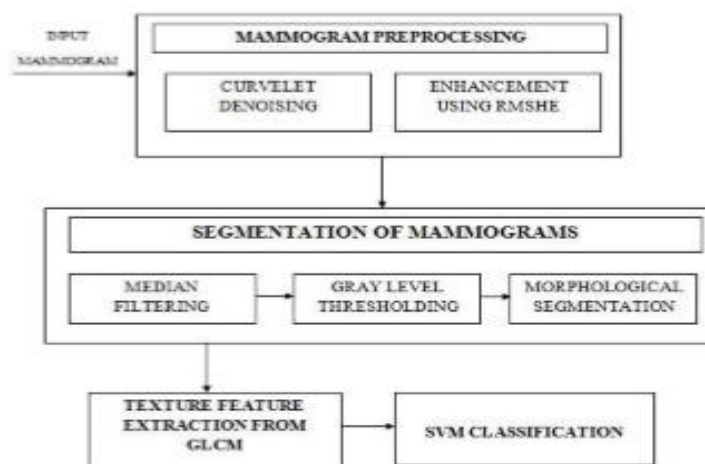 INPUT
MAMMOGRAM
MAMMOGRAM PREPROCESSING
CURVELET
DENOISING
ENHANCEMENT
USING RMSHE
SEGMENTATION OF MAMMOGRAMS
MEDIAN
FILTERING
GRAY LEVEL
THRESHOLDING
MORPHOLOGICAL
SEGMENTATION
TEXTURE FEATURE
EXTRACTION FROM
GLCM
SVM CLASSIFICATION